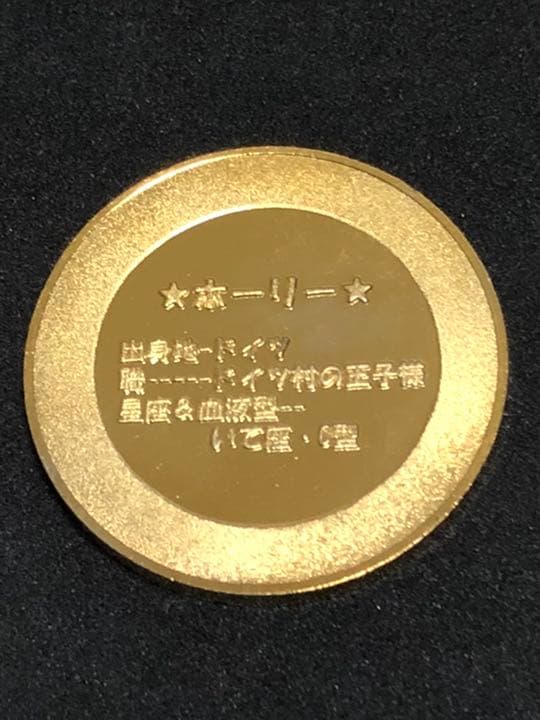 ★ホーリー★
出身地-ドイツ
職-----ドイツ村の王子様
星座や血液型--
いて座・O型